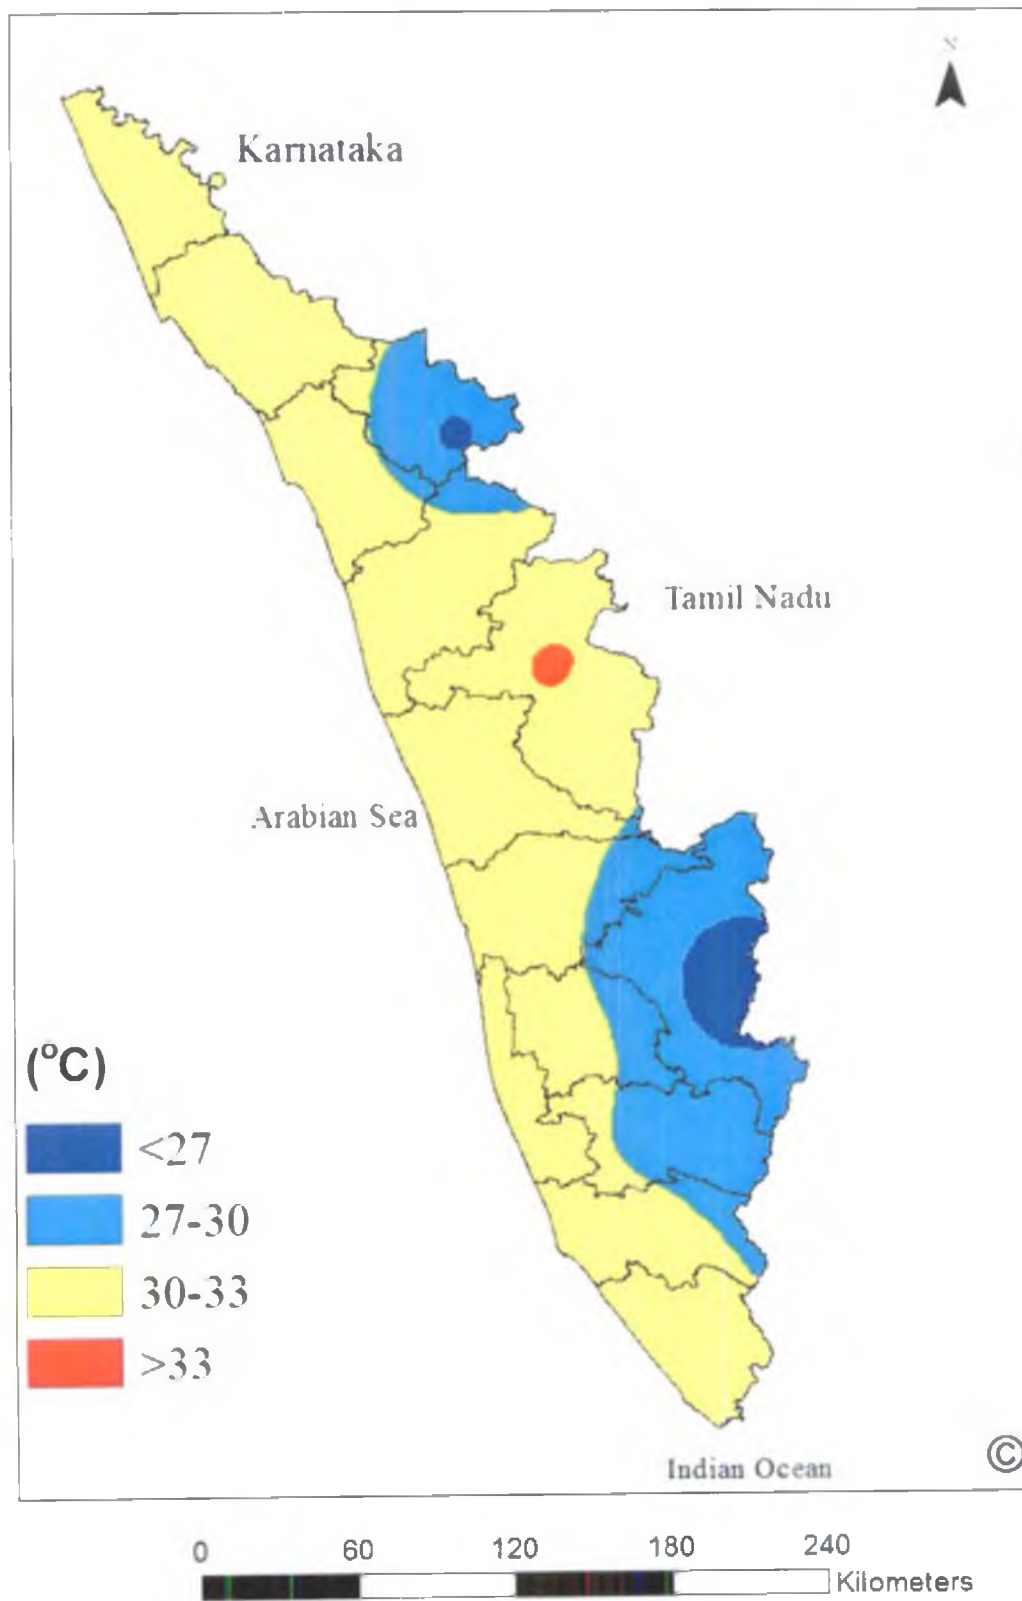 N
Karnataka
Tamil Nadu
Arabian Sea
(°C)
<27
27-30
30-33
>33
Indian Ocean
©
0 60 120 180 240
Kilometers